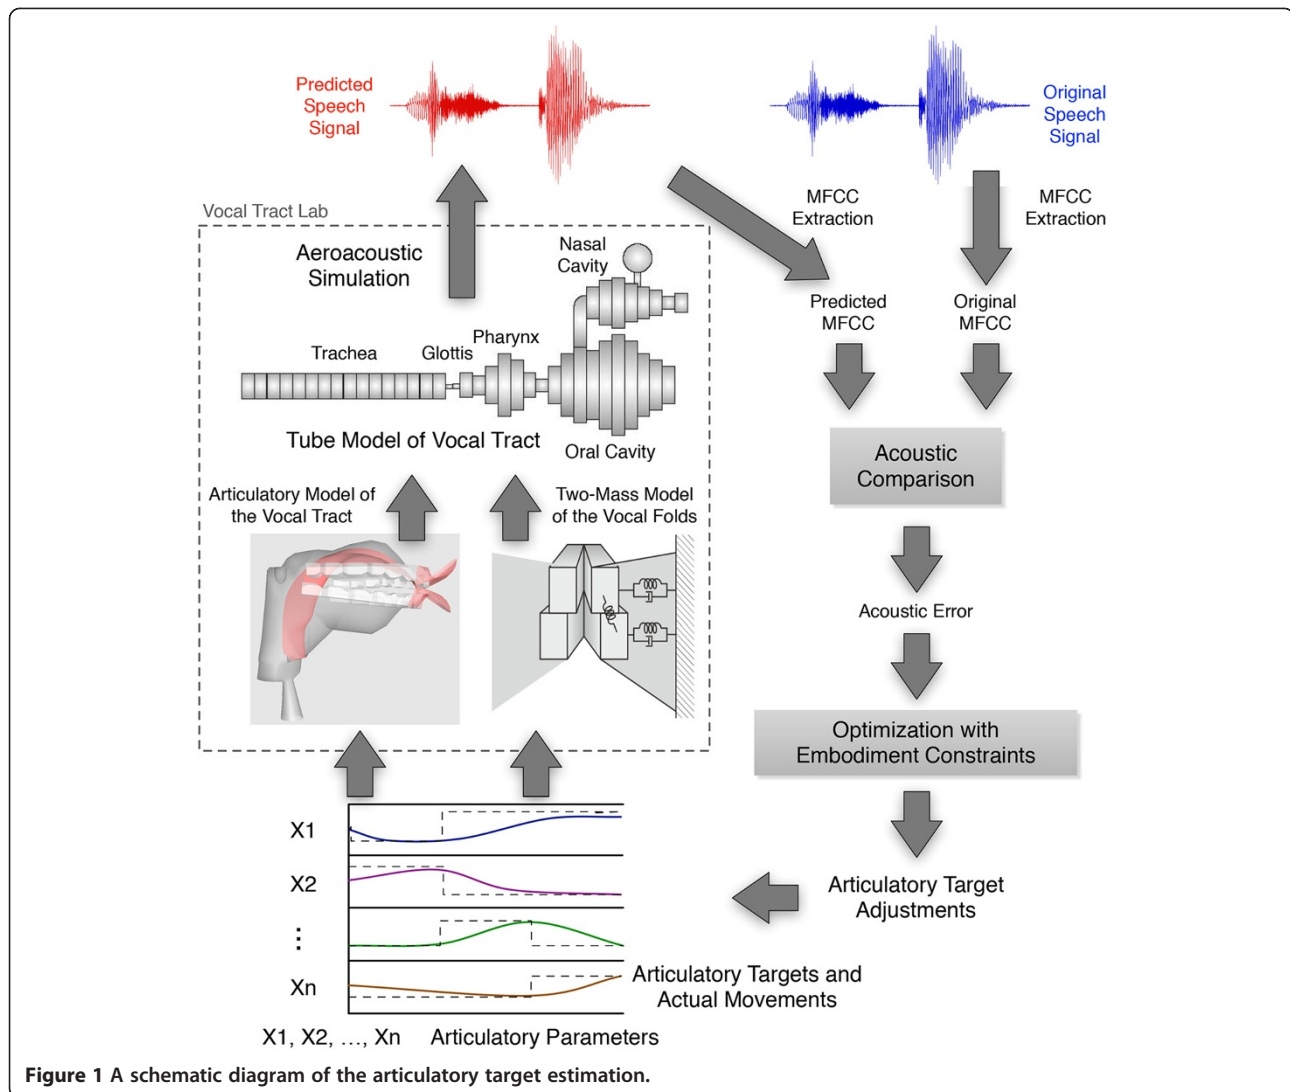 Predicted
Speech
Signal
Original
Speech
Signal
MFCC
Extraction
MFCC
Extraction
Vocal Tract Lab
Aeroacoustic
Simulation
Nasal
Cavity
Predicted
MFCC
Original
MFCC
Trachea
Glottis
Pharynx
Tube Model of Vocal Tract
Oral Cavity
Acoustic
Comparison
Articulatory Model of
the Vocal Tract
Two-Mass Model
of the Vocal Folds
Acoustic Error
Optimization with
Embodiment Constraints
X1
X2
⋮
Xn
Articulatory Target
Adjustments
Articulatory Targets and
Actual Movements
X1, X2, ..., Xn Articulatory Parameters
Figure 1 A schematic diagram of the articulatory target estimation.